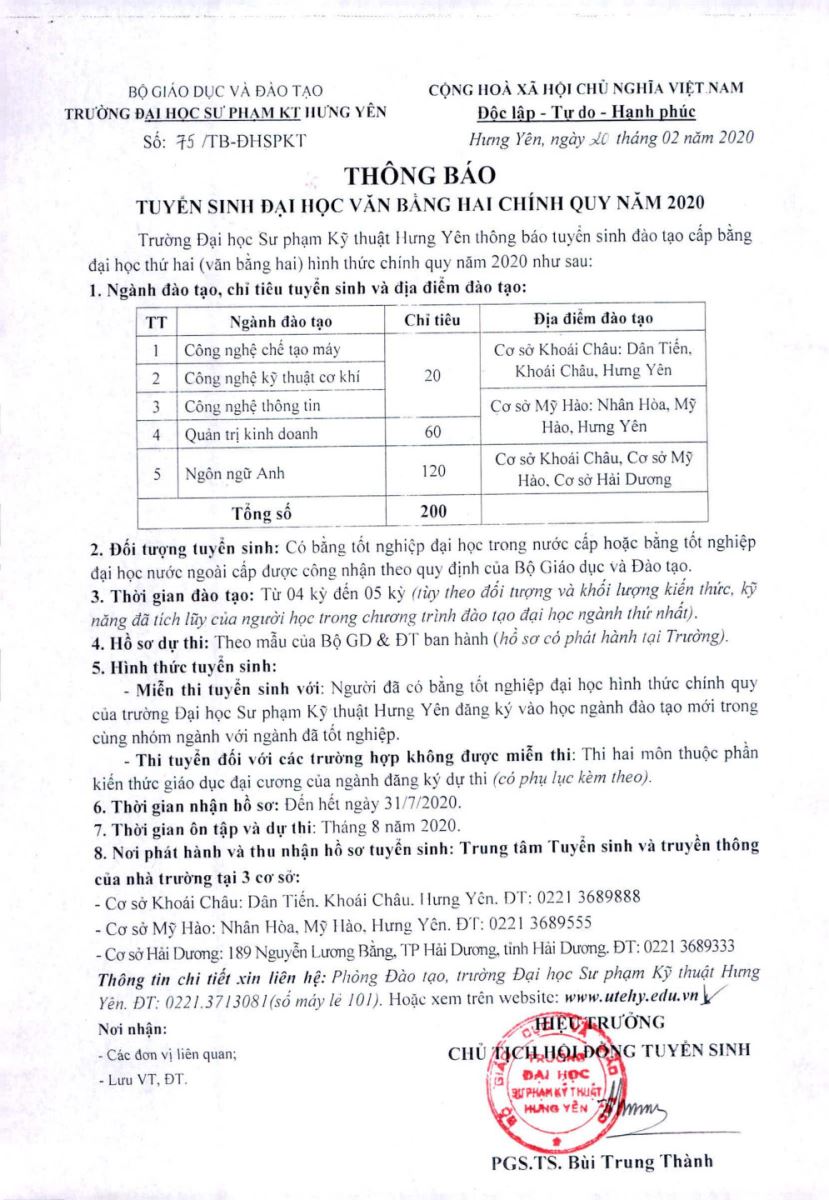 BỘ GIÁO DỤC VÀ ĐÀO TẠO
TRƯỜNG ĐẠI HỌC SƯ PHẠM KT HƯNG YÊN
Số: 75 /TB-ĐHSPKT
CỘNG HOÀ XÃ HỘI CHỦ NGHĨA VIỆT NAM
Độc lập - Tự do - Hạnh phúc
Hưng Yên, ngày 20 tháng 02 năm 2020
THÔNG BÁO
TUYỂN SINH ĐẠI HỌC VĂN BẰNG HAI CHÍNH QUY NĂM 2020
Trường Đại học Sư phạm Kỹ thuật Hưng Yên thông báo tuyển sinh đào tạo cấp bằng
đại học thứ hai (văn bằng hai) hình thức chính quy năm 2020 như sau:
1. Ngành đào tạo, chỉ tiêu tuyển sinh và địa điểm đào tạo:
TT Ngành đào tạo Chỉ tiêu Địa điểm đào tạo
1 Công nghệ chế tạo máy
2 Công nghệ kỹ thuật cơ khí
3 Công nghệ thông tin
20
Cơ sở Khoái Châu: Dân Tiến,
Khoái Châu, Hưng Yên
4 Quản trị kinh doanh 60
Cơ sở Mỹ Hào: Nhân Hòa, Mỹ
Hào, Hưng Yên
5 Ngôn ngữ Anh 120
Cơ sở Khoái Châu, Cơ sở Mỹ
Hào, Cơ sở Hải Dương
Tổng số 200
2. Đối tượng tuyển sinh: Có bằng tốt nghiệp đại học trong nước cấp hoặc bằng tốt nghiệp
đại học nước ngoài cấp được công nhận theo quy định của Bộ Giáo dục và Đào tạo.
3. Thời gian đào tạo: Từ 04 kỳ đến 05 kỳ (tùy theo đối tượng và khối lượng kiến thức, kỹ
năng đã tích lũy của người học trong chương trình đào tạo đại học ngành thứ nhất).
4. Hồ sơ dự thi: Theo mẫu của Bộ GD & ĐT ban hành (hồ sơ có phát hành tại Trường).
5. Hình thức tuyển sinh:
- Miễn thi tuyển sinh với: Người đã có bằng tốt nghiệp đại học hình thức chính quy
của trường Đại học Sư phạm Kỹ thuật Hưng Yên đăng ký vào học ngành đào tạo mới trong
cùng nhóm ngành với ngành đã tốt nghiệp.
- Thi tuyển đối với các trường hợp không được miễn thi: Thi hai môn thuộc phần
kiến thức giáo dục đại cương của ngành đăng ký dự thi (có phụ lục kèm theo).
6. Thời gian nhận hồ sơ: Đến hết ngày 31/7/2020.
7. Thời gian ôn tập và dự thi: Tháng 8 năm 2020.
8. Nơi phát hành và thu nhận hồ sơ tuyển sinh: Trung tâm Tuyển sinh và truyền thông
của nhà trường tại 3 cơ sở:
- Cơ sở Khoái Châu: Dân Tiến, Khoái Châu, Hưng Yên. ĐT: 0221 3689888
- Cơ sở Mỹ Hào: Nhân Hòa, Mỹ Hào, Hưng Yên. ĐT: 0221 3689555
- Cơ sở Hải Dương: 189 Nguyễn Lương Bằng, TP Hải Dương, tỉnh Hải Dương. ĐT: 0221 3689333
Thông tin chi tiết xin liên hệ: Phòng Đào tạo, trường Đại học Sư phạm Kỹ thuật Hưng
Yên. ĐT: 0221.3713081(số máy lẻ 101). Hoặc xem trên website: www.utehy.edu.vn
Nơi nhận:
- Các đơn vị liên quan;
- Lưu VT, ĐT.
HIỆU TRƯỞNG
CHỦ TỊCH HỘI ĐỒNG TUYỂN SINH
BỘ GIÁO DỤC VÀ ĐÀO TẠO
TRƯỜNG
ĐẠI HỌC
SƯ PHẠM KỸ THUẬT
HƯNG YÊN
PGS.TS. Bùi Trung Thành